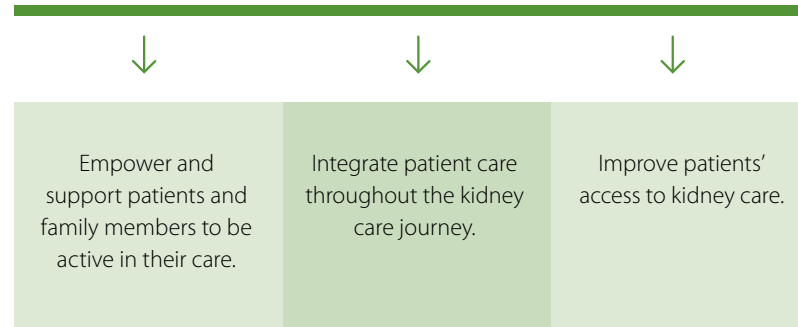 Empower and
support patients and
family members to be
active in their care.
Integrate patient care
throughout the kidney
care journey.
Improve patients’
access to kidney care.